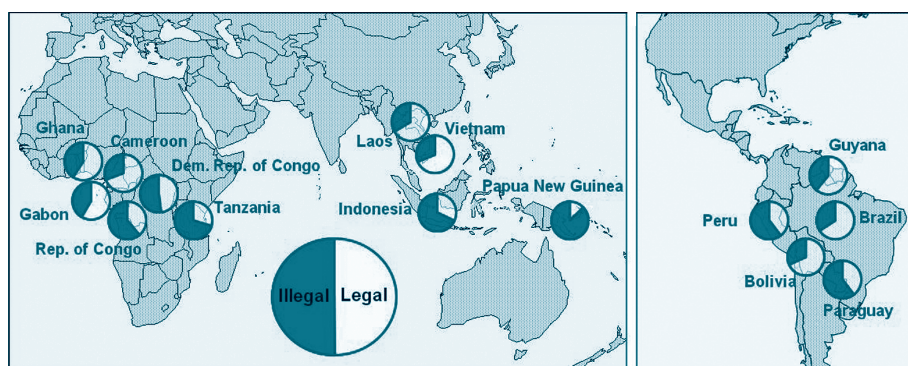 Ghana
Cameroon
Dem. Rep. of Congo
Gabon
Tanzania
Rep. of Congo
Laos
Vietnam
Indonesia
Papua New Guinea
Illegal
Legal
Guyana
Peru
Brazil
Bolivia
Paraguay